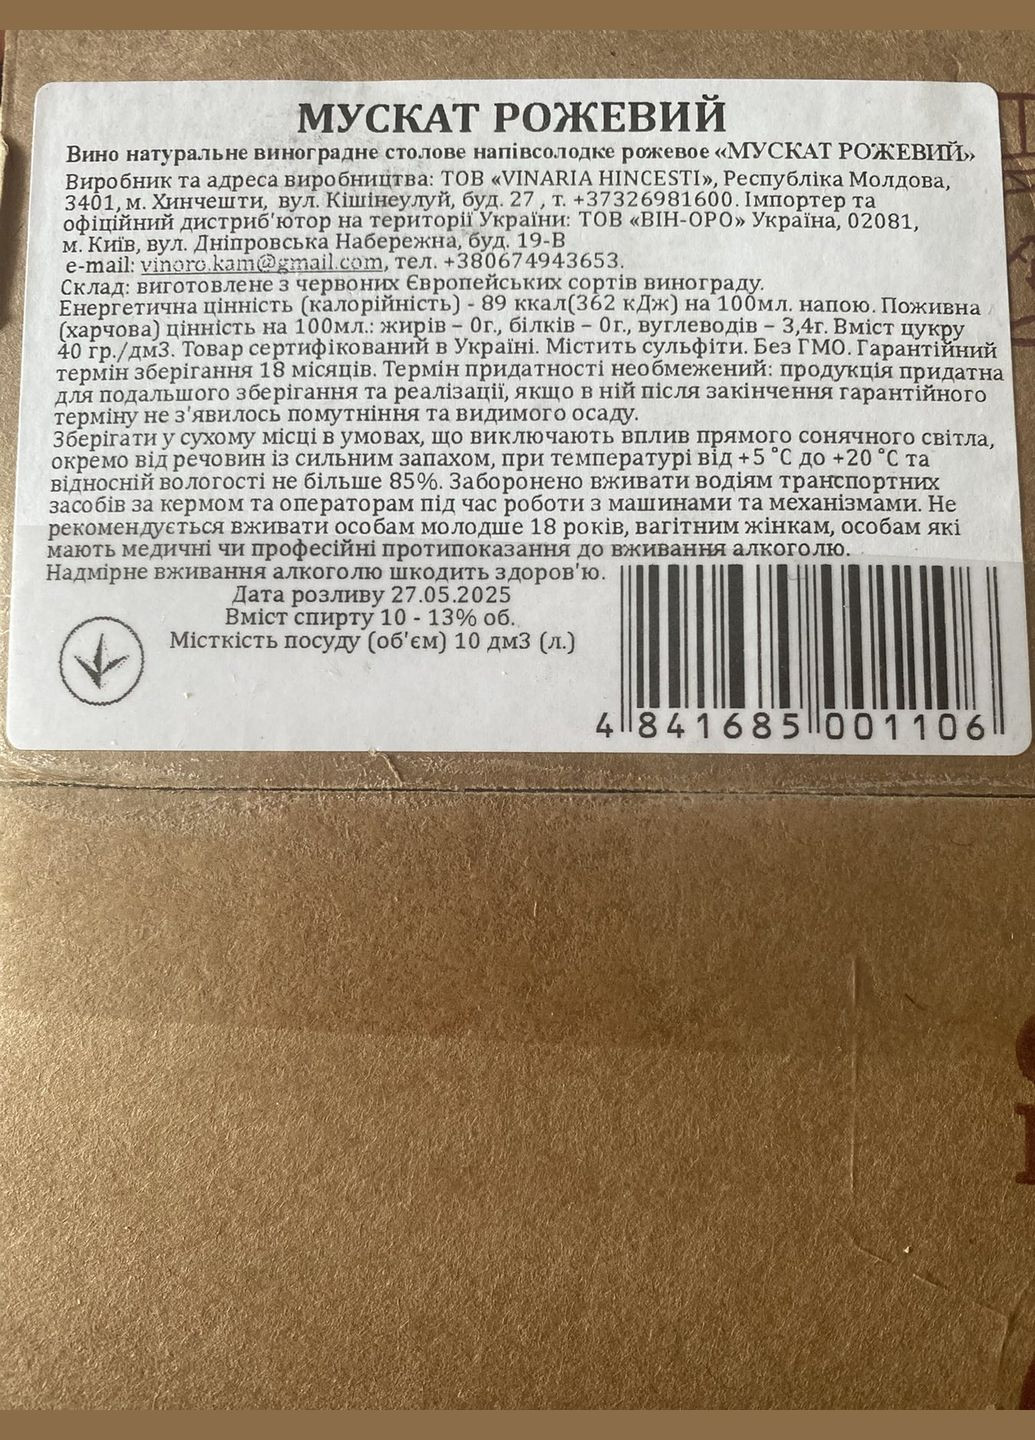 МУСКАТ РОЖЕВИЙ
Вино натуральне виноградне столове напівсолодке рожевое «МУСКАТ РОЖЕВИЙ»
Виробник та адреса виробництва: ТОВ «VINARIA HINCESTI», Республіка Молдова,
3401, м. Хинчешти, вул. Кішінеулуй, буд. 27 , т. +37326981600. Імпортер та
офіційний дистриб'ютор на території України: ТОВ «ВІН-ОРО» Україна, 02081,
м. Київ, вул. Дніпровська Набережна, буд. 19-В
e-mail: vinoro.kam@gmail.com, тел. +380674943653.
Склад: виготовлене з червоних Європейських сортів винограду.
Енергетична цінність (калорійність) - 89 ккал(362 кДж) на 100мл. напою. Поживна
(харчова) цінність на 100мл.: жирів – 0г., білків – 0г., вуглеводів – 3,4г. Вміст цукру
40 гр./дм3. Товар сертифікований в Україні. Містить сульфіти. Без ГМО. Гарантійний
термін зберігання 18 місяців. Термін придатності необмежений: продукція придатна
для подальшого зберігання та реалізації, якщо в ній після закінчення гарантійного
терміну не з'явилось помутніння та видимого осаду.
Зберігати у сухому місці в умовах, що виключають вплив прямого сонячного світла,
окремо від речовин із сильним запахом, при температурі від +5 °С до +20 °С та
відносній вологості не більше 85%. Заборонено вживати водіям транспортних
засобів за кермом та операторам під час роботи з машинами та механізмами. Не
рекомендується вживати особам молодше 18 років, вагітним жінкам, особам які
мають медичні чи професійні протипоказання до вживання алкоголю.
Надмірне вживання алкоголю шкодить здоров'ю.
Дата розливу 27.05.2025
Вміст спирту 10 - 13% об.
Місткість посуду (об'єм) 10 дм3 (л.)
4 841685 001106